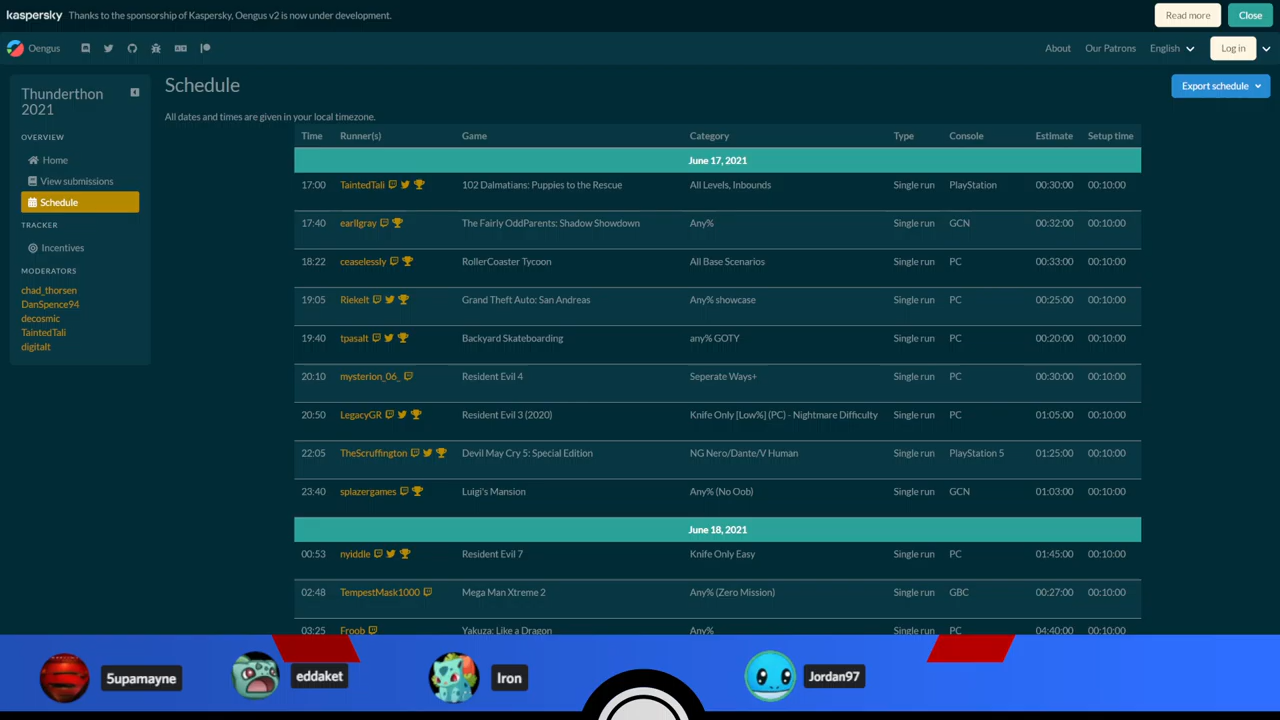 kaspersky Thanks to the sponsorship of Kaspersky, Oengus v2 is now under development. Read more Close
Oengus About Our Patrons English Log in
Thunderthon 2021
OVERVIEW
Home
View submissions
Schedule
TRACKER
Incentives
MODERATORS
chad_thorsen
DanSpence94
decosmic
TaintedTali
digitalt
Schedule
Export schedule
All dates and times are given in your local timezone.
Time Runner(s) Game Category Type Console Estimate Setup time
June 17, 2021
17:00 TaintedTali 102 Dalmatians: Puppies to the Rescue All Levels, Inbounds Single run PlayStation 00:30:00 00:10:00
17:40 earllgray The Fairly OddParents: Shadow Showdown Any% Single run GCN 00:32:00 00:10:00
18:22 ceaselessly RollerCoaster Tycoon All Base Scenarios Single run PC 00:33:00 00:10:00
19:05 Riekelt Grand Theft Auto: San Andreas Any% showcase Single run PC 00:25:00 00:10:00
19:40 tpasalt Backyard Skateboarding any% GOTY Single run PC 00:20:00 00:10:00
20:10 mysterion_06_ Resident Evil 4 Seperate Ways+ Single run PC 00:30:00 00:10:00
20:50 LegacyGR Resident Evil 3 (2020) Knife Only [Low%] (PC) - Nightmare Difficulty Single run PC 01:05:00 00:10:00
22:05 TheScruffington Devil May Cry 5: Special Edition NG Nero/Dante/V Human Single run PlayStation 5 01:25:00 00:10:00
23:40 splazergames Luigi's Mansion Any% (No Oob) Single run GCN 01:03:00 00:10:00
June 18, 2021
00:53 nyiddle Resident Evil 7 Knife Only Easy Single run PC 01:45:00 00:10:00
02:48 TempestMask1000 Mega Man Xtreme 2 Any% (Zero Mission) Single run GBC 00:27:00 00:10:00
03:25 Froob Yakuza: Like a Dragon Any% Single run PC 04:40:00 00:10:00
5upamayne eddaket Iron Jordan97